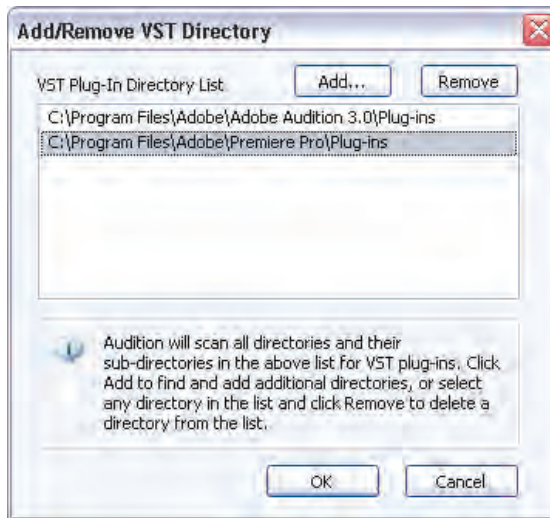 Add/Remove VST Directory
VST Plug-In Directory List
Add...
Remove
C:\Program Files\Adobe\Adobe Audition 3.0\Plug-ins
C:\Program Files\Adobe\Premiere Pro\Plug-ins
Audition will scan all directories and their
sub-directories in the above list for VST plug-ins. Click
Add to find and add additional directories, or select
any directory in the list and click Remove to delete a
directory from the list.
OK
Cancel